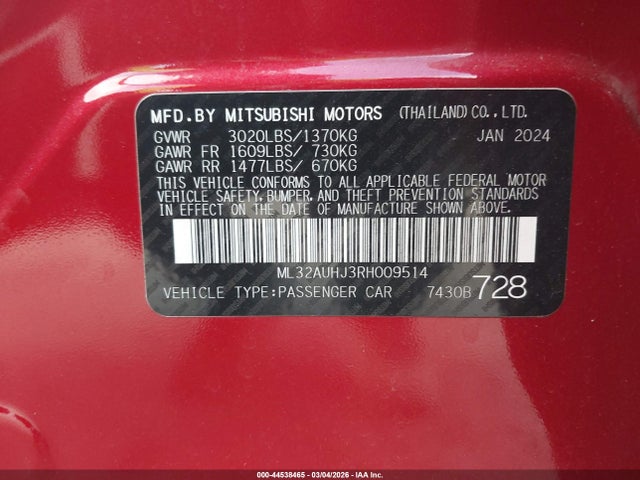 MFD.BY MITSUBISHI MOTORS (THAILAND)CO.,LTD.
GVWR 3020LBS/1370KG JAN 2024
GAWR FR 1609LBS/ 730KG
GAWR RR 1477LBS/ 670KG
THIS VEHICLE CONFORMS TO ALL APPLICABLE FEDERAL MOTOR
VEHICLE SAFETY,BUMPER,AND THEFT PREVENTION STANDARDS
IN EFFECT ON THE DATE OF MANUFACTURE SHOWN ABOVE.
ML32AUHJ3RH009514
VEHICLE TYPE:PASSENGER CAR 7430B 728
000-44538465 - 03/04/2026 - IAA Inc.